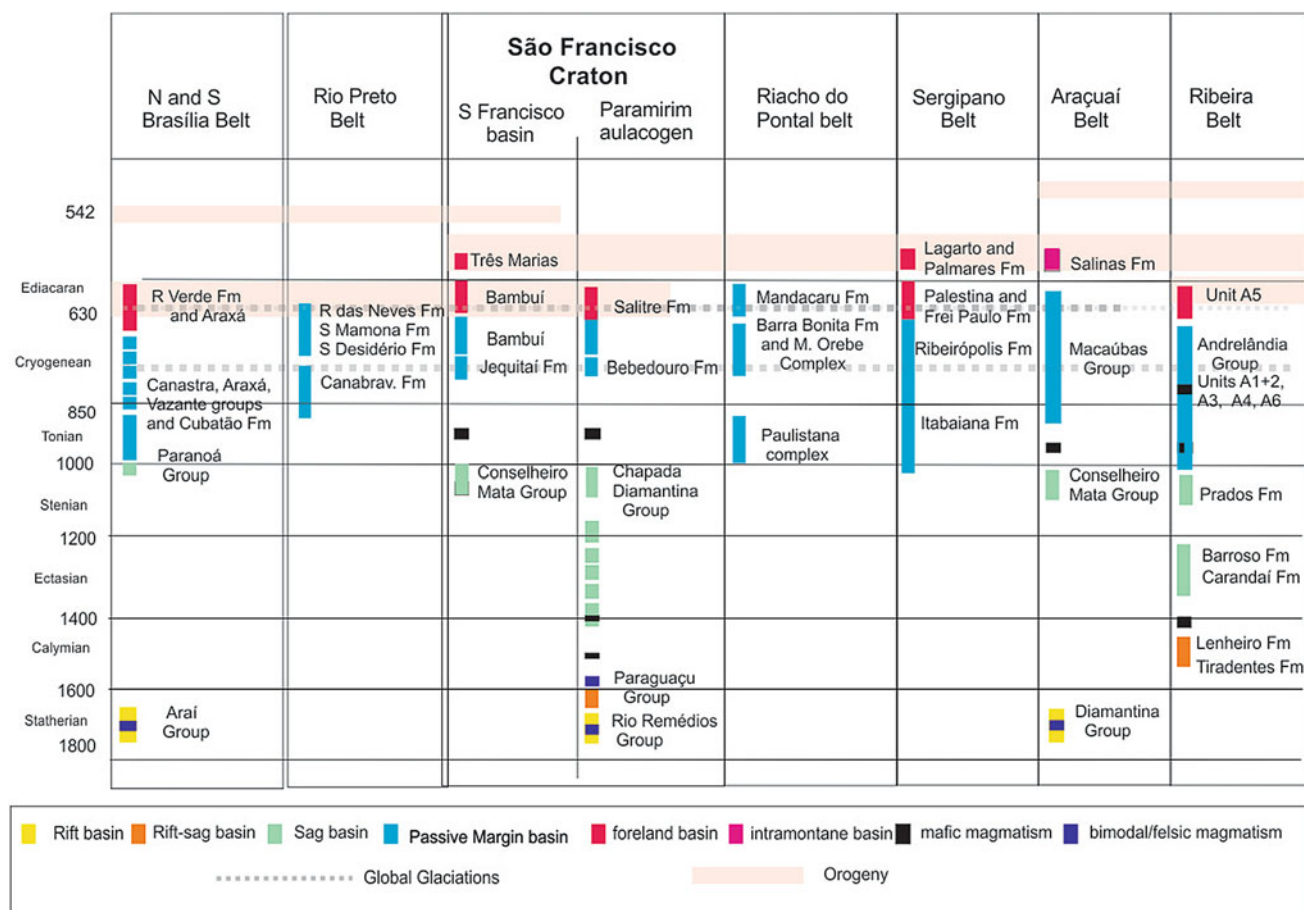 São Francisco
Craton
N and S
Brasília Belt
Rio Preto
Belt
S Francisco
basin
Paramirim
aulacogen
Riacho do
Pontal belt
Sergipano
Belt
Araçuaí
Belt
Ribeira
Belt
542
Ediacaran
630
Cryogenean
850
Tonian
1000
Stenian
1200
Ectasian
1400
Calymian
1600
Statherian
1800
R Verde Fm
and Araxá
Canastra, Araxá,
Vazante groups
and Cubatão Fm
Paranoá
Group
Araí
Group
R das Neves Fm
S Mamona Fm
S Desidério Fm
Canabrav. Fm
Três Marias
Bambuí
Bambuí
Jequitaí Fm
Conselheiro
Mata Group
Salitre Fm
Bebedouro Fm
Chapada
Diamantina
Group
Paraguaçu
Group
Rio Remédios
Group
Mandacaru Fm
Barra Bonita Fm
and M. Orebe
Complex
Paulistana
complex
Lagarto and
Palmares Fm
Palestina and
Frei Paulo Fm
Ribeirópolis Fm
Itabaiana Fm
Salinas Fm
Macaúbas
Group
Conselheiro
Mata Group
Diamantina
Group
Unit A5
Andrelândia
Group
Units A1+2,
A3, A4, A6
Prados Fm
Barroso Fm
Carandaí Fm
Lenheiro Fm
Tiradentes Fm
Rift basin
Rift-sag basin
Sag basin
Passive Margin basin
foreland basin
intramontane basin
mafic magmatism
bimodal/felsic magmatism
Global Glaciations
Orogeny